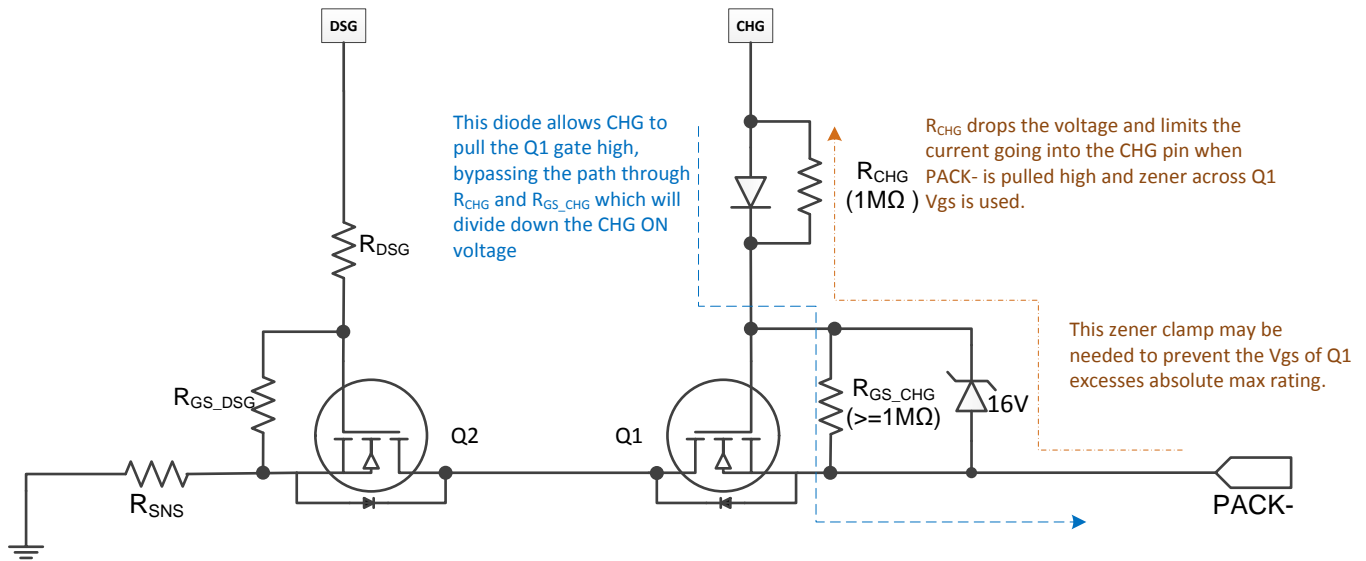 DSG
CHG
This diode allows CHG to
pull the Q1 gate high,
bypassing the path through
RCHG and RGS_CHG which will
divide down the CHG ON
voltage
RCHG drops the voltage and limits the
current going into the CHG pin when
PACK- is pulled high and zener across Q1
Vgs is used.
RCHG
(1MΩ )
RDSG
This zener clamp may be
needed to prevent the Vgs of Q1
excesses absolute max rating.
RGS_DSG
RGS_CHG
(>=1MΩ)
16V
Q2
Q1
RSNS
PACK-